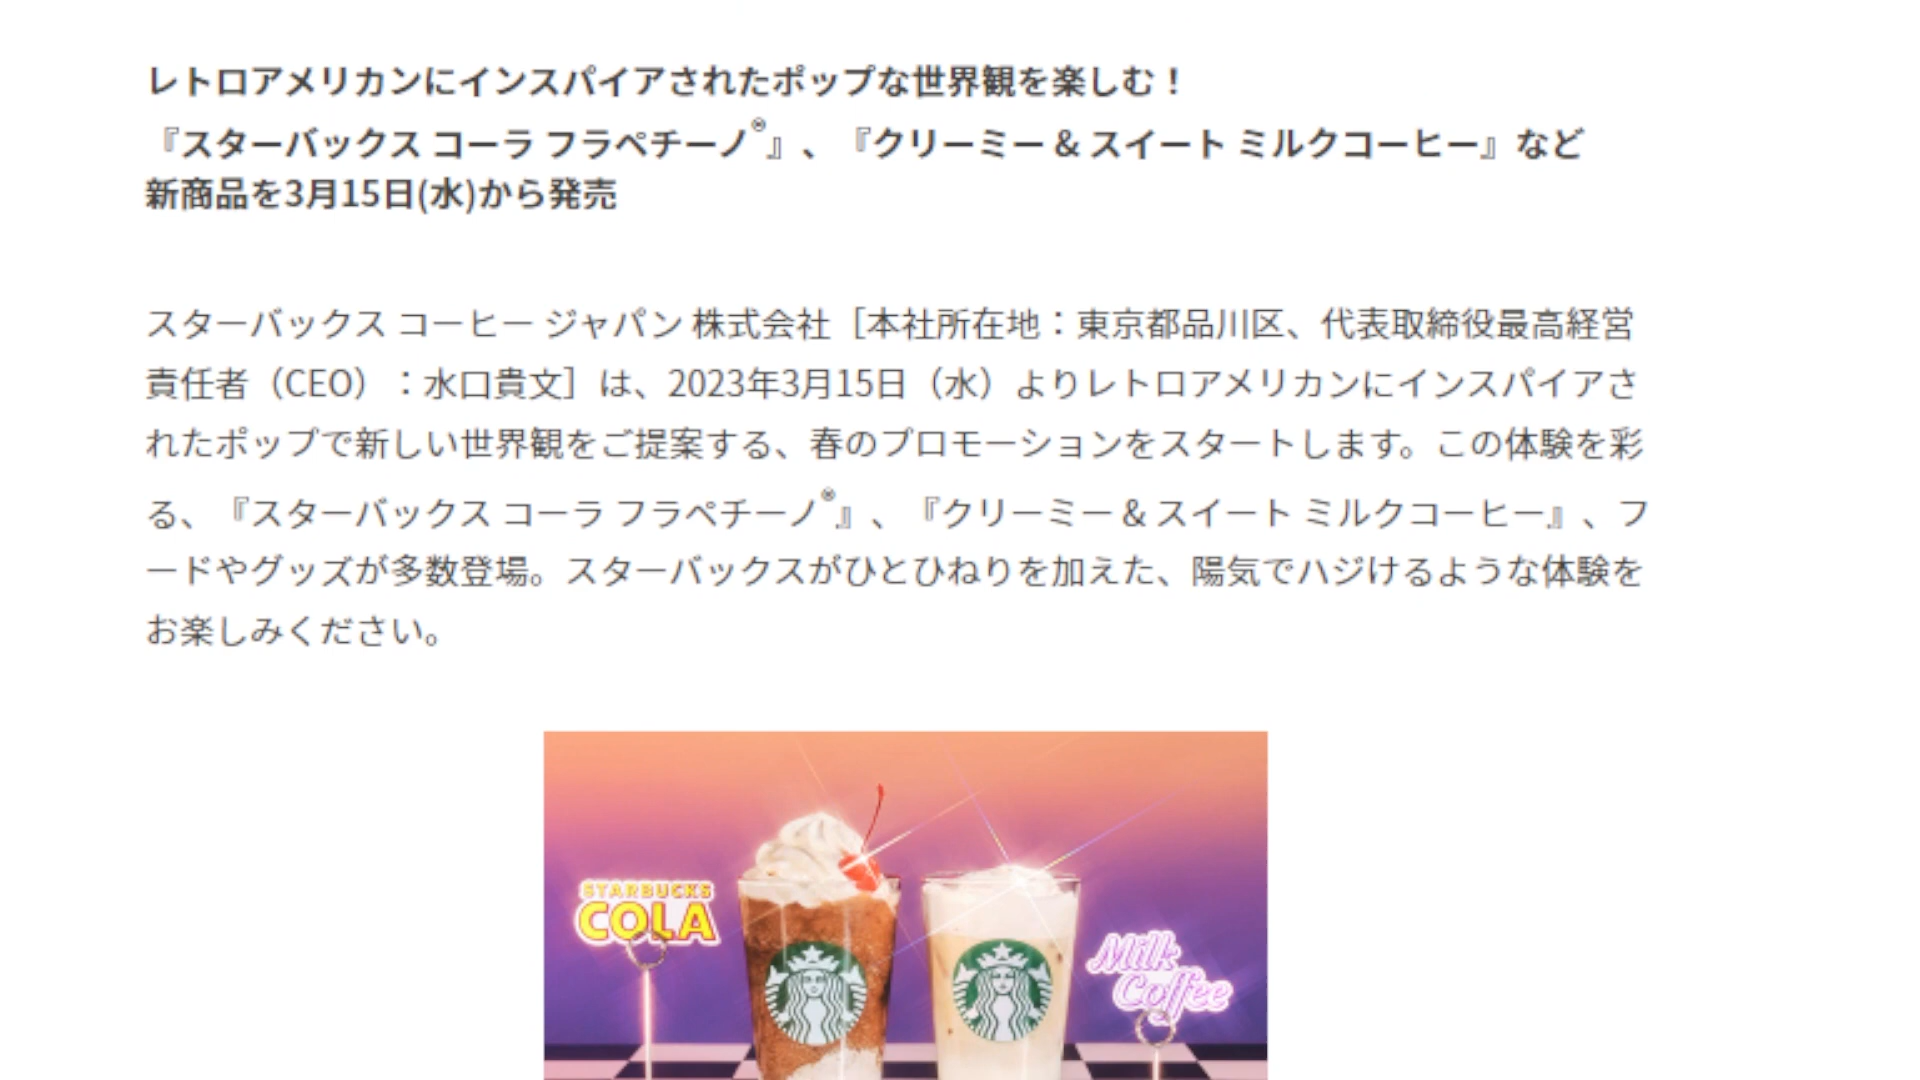 レトロアメリカンにインスパイアされたポップな世界観を楽しむ！
『スターバックス コーラ フラペチーノ®』、『クリーミー & スイート ミルクコーヒー』など
新商品を3月15日(水)から発売
スターバックス コーヒー ジャパン 株式会社［本社所在地：東京都品川区、代表取締役最高経営
責任者（CEO）：水口貴文］は、2023年3月15日（水）よりレトロアメリカンにインスパイアさ
れたポップで新しい世界観をご提案する、春のプロモーションをスタートします。この体験を彩
る、『スターバックス コーラ フラペチーノ®』、『クリーミー & スイート ミルクコーヒー』、フ
ードやグッズが多数登場。スターバックスがひとひねりを加えた、陽気でハジけるような体験を
お楽しみください。
STARBUCKS
COLA
Milk
Coffee